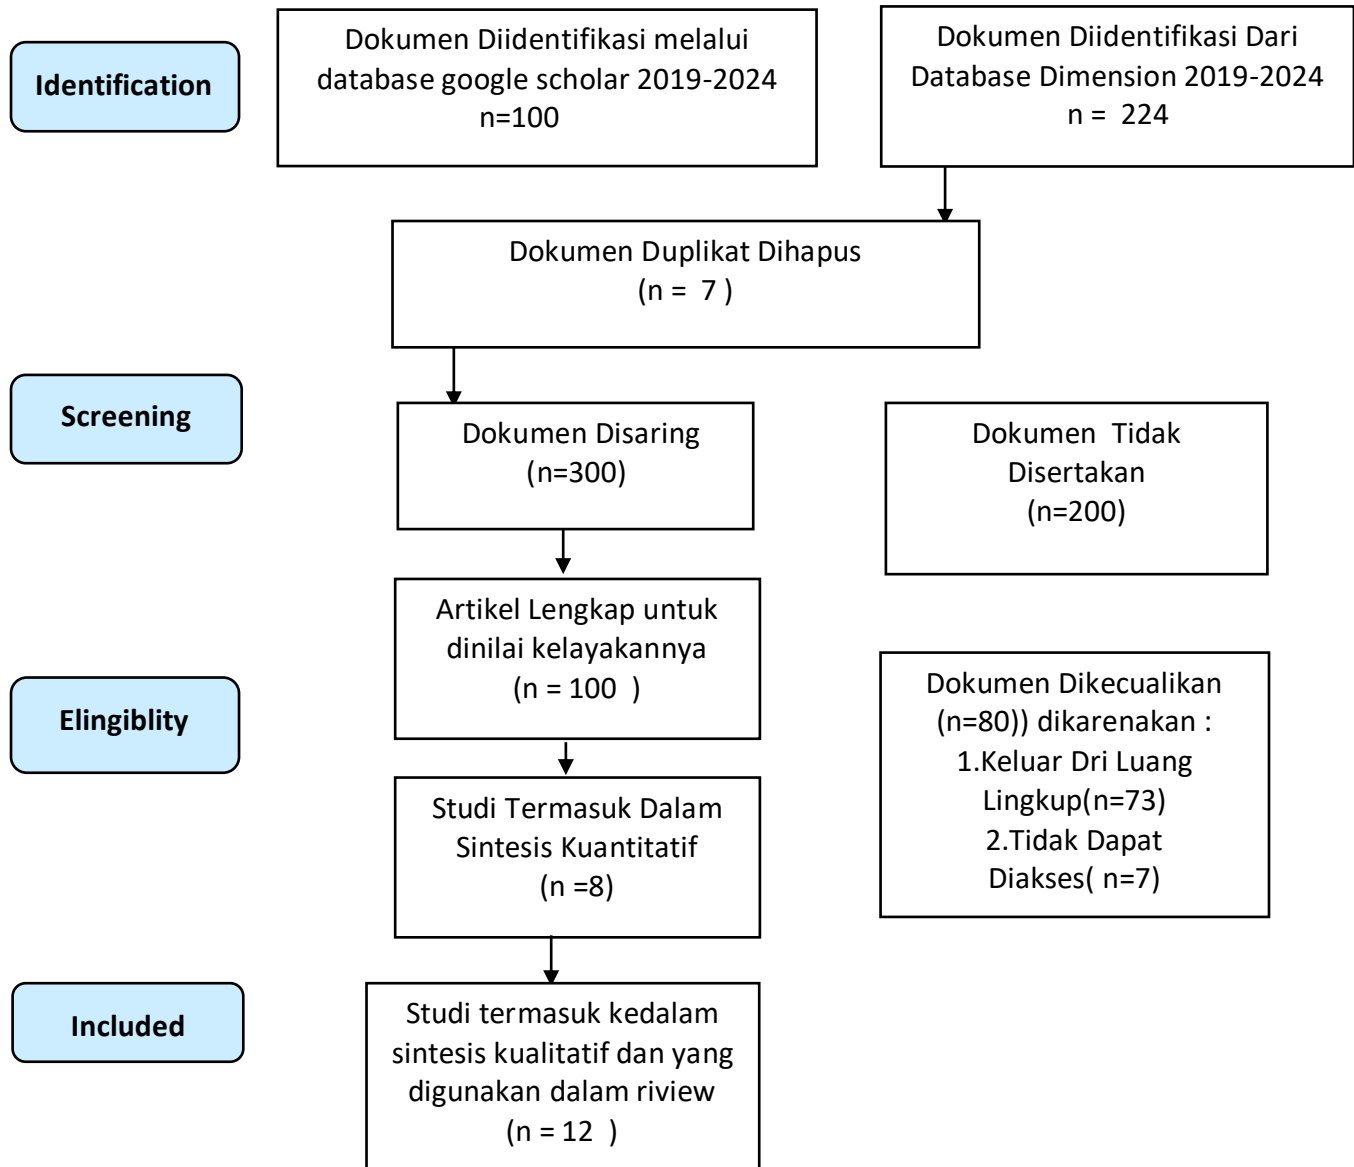 Identification
Dokumen Diidentifikasi melalui
database google scholar 2019-2024
n=100
Dokumen Diidentifikasi Dari
Database Dimension 2019-2024
n =  224
Dokumen Duplikat Dihapus
(n =  7 )
Screening
Dokumen Disaring
(n=300)
Dokumen  Tidak
Disertakan
(n=200)
Artikel Lengkap untuk
dinilai kelayakannya
(n = 100  )
Elingiblity
Dokumen Dikecualikan
(n=80)) dikarenakan :
1.Keluar Dri Luang
Lingkup(n=73)
2.Tidak Dapat
Diakses( n=7)
Studi Termasuk Dalam
Sintesis Kuantitatif
(n =8)
Included
Studi termasuk kedalam
sintesis kualitatif dan yang
digunakan dalam riview
(n = 12  )